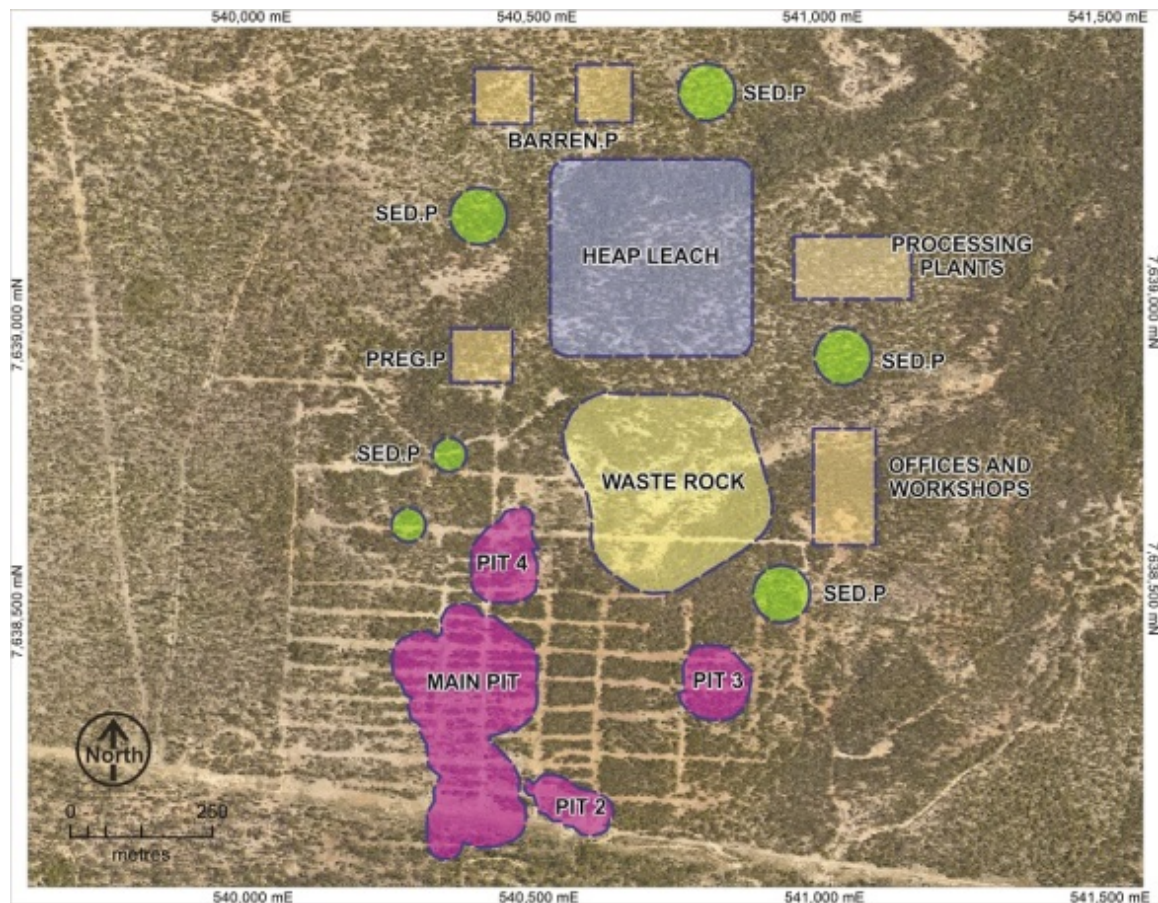 540,000 mE
540,500 mE
541,000 mE
541,500 mE
SED.P
BARREN.P
SED.P
HEAP LEACH
PROCESSING
PLANTS
7,639,000 mN
7,639,000 mN
PREG.P
SED.P
SED.P
WASTE ROCK
OFFICES AND
WORKSHOPS
PIT 4
7,638,500 mN
7,638,500 mN
SED.P
MAIN PIT
PIT 3
North
PIT 2
0
250
metres
540,000 mE
540,500 mE
541,000 mE
541,500 mE